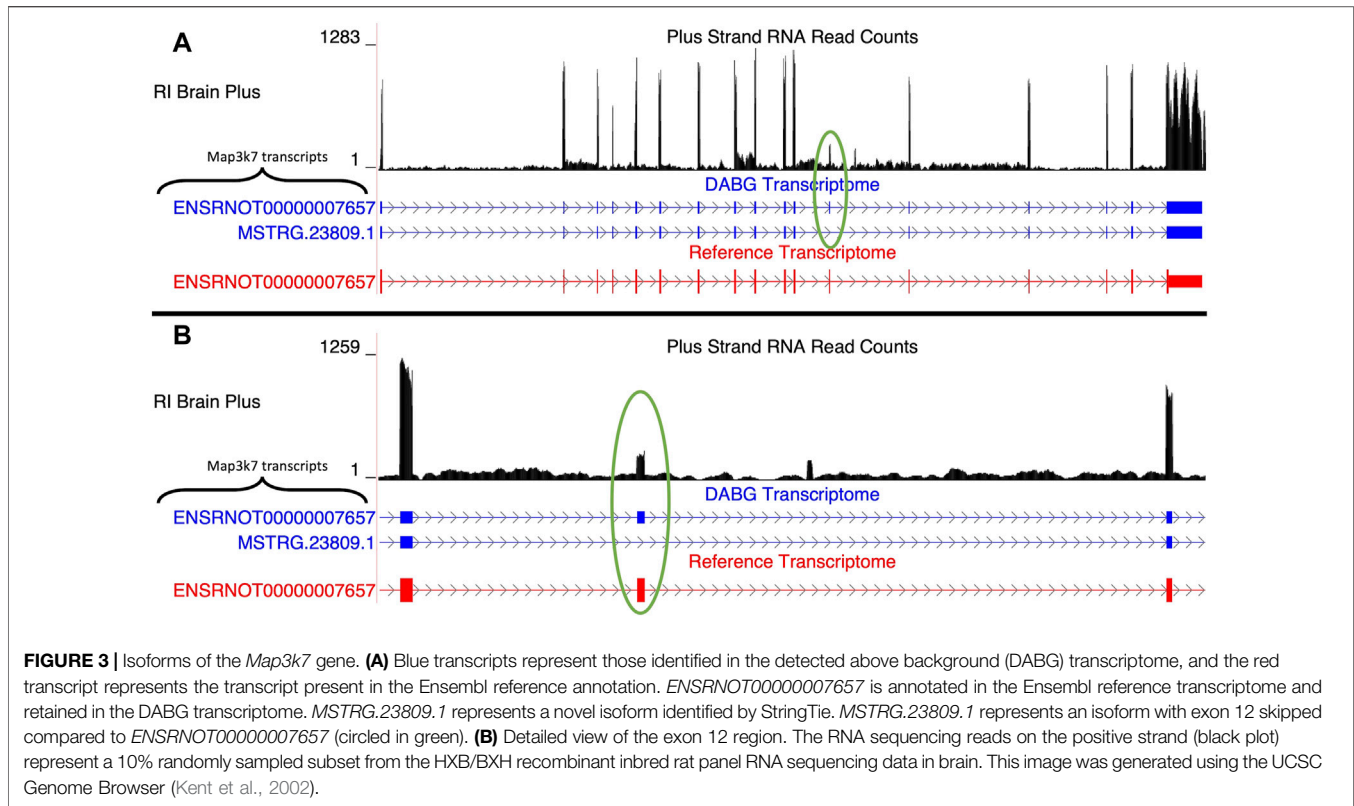 A
1283
Plus Strand RNA Read Counts
RI Brain Plus
Map3k7 transcripts
1
DABG Transcriptome
ENSRNOT00000007657
MSTRG.23809.1
Reference Transcriptome
ENSRNOT00000007657
B
1259
Plus Strand RNA Read Counts
RI Brain Plus
Map3k7 transcripts
1
DABG Transcriptome
ENSRNOT00000007657
MSTRG.23809.1
Reference Transcriptome
ENSRNOT00000007657
FIGURE 3 | Isoforms of the Map3k7 gene. (A) Blue transcripts represent those identified in the detected above background (DABG) transcriptome, and the red
transcript represents the transcript present in the Ensembl reference annotation. ENSRNOT00000007657 is annotated in the Ensembl reference transcriptome and
retained in the DABG transcriptome. MSTRG.23809.1 represents a novel isoform identified by StringTie. MSTRG.23809.1 represents an isoform with exon 12 skipped
compared to ENSRNOT00000007657 (circled in green). (B) Detailed view of the exon 12 region. The RNA sequencing reads on the positive strand (black plot)
represent a 10% randomly sampled subset from the HXB/BXH recombinant inbred rat panel RNA sequencing data in brain. This image was generated using the UCSC
Genome Browser (Kent et al., 2002).